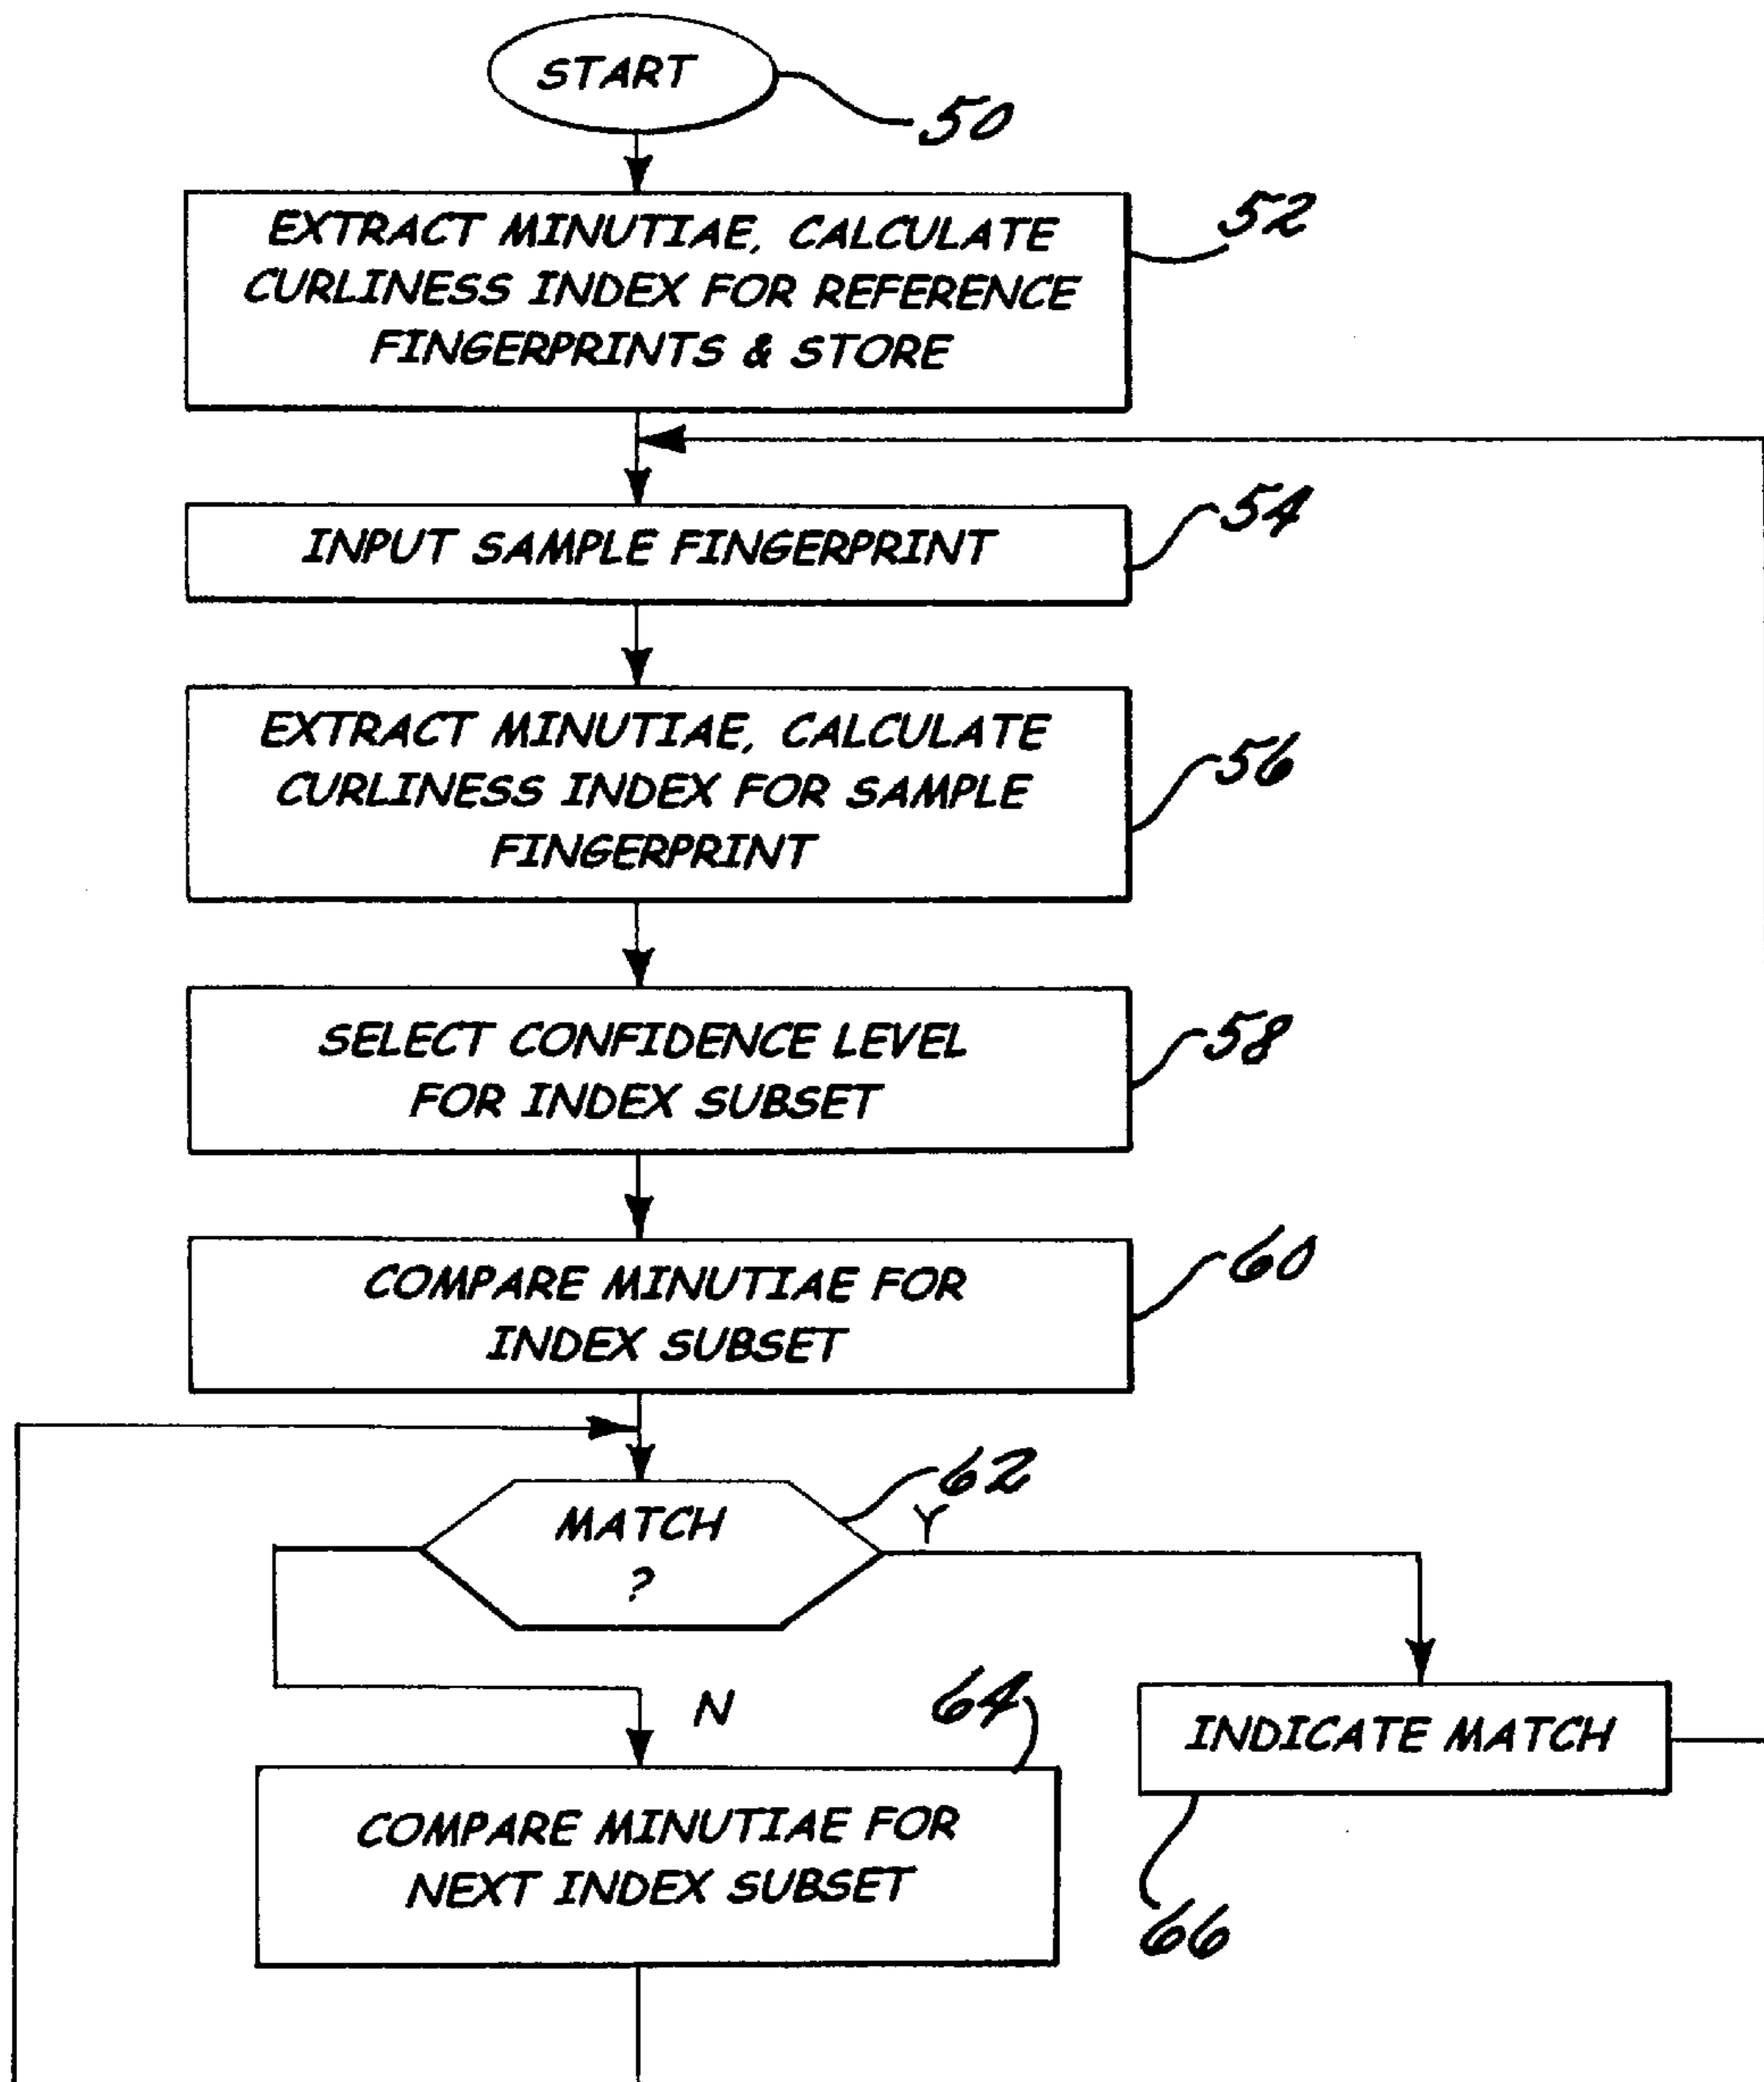 START
50
EXTRACT MINUTIAE, CALCULATE
CURLINESS INDEX FOR REFERENCE
FINGERPRINTS & STORE
52
INPUT SAMPLE FINGERPRINT
54
EXTRACT MINUTIAE, CALCULATE
CURLINESS INDEX FOR SAMPLE
FINGERPRINT
56
SELECT CONFIDENCE LEVEL
FOR INDEX SUBSET
58
COMPARE MINUTIAE FOR
INDEX SUBSET
60
MATCH
?
62
Y
N
64
INDICATE MATCH
COMPARE MINUTIAE FOR
NEXT INDEX SUBSET
66